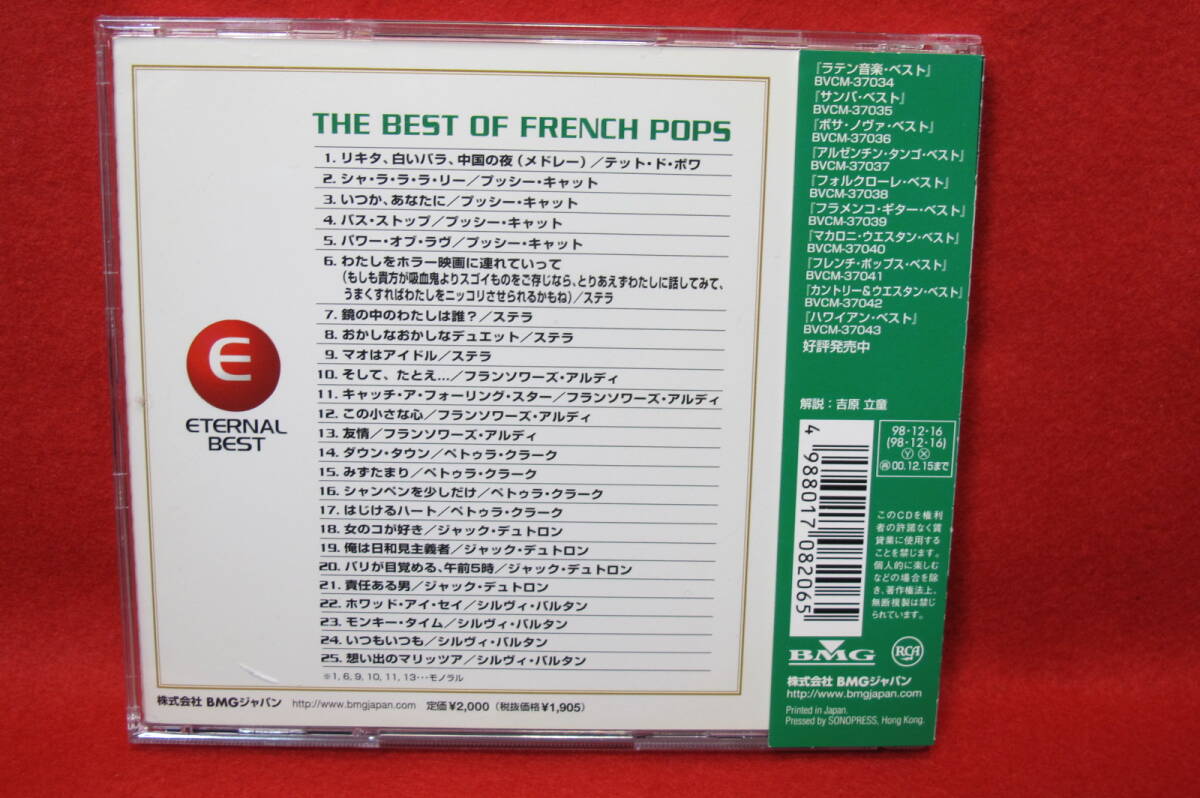 THE BEST OF FRENCH POPS
1. リキタ、白いバラ、中国の夜（メドレー）／テット・ド・ボワ
2. シャ・ラ・ラ・ラ・リー／プッシー・キャット
3. いつか、あなたに／プッシー・キャット
4. バス・ストップ／プッシー・キャット
5. パワー・オブ・ラヴ／プッシー・キャット
6. わたしをホラー映画に連れていって
（もしも貴方が吸血鬼よりスゴイものをご存じなら、とりあえずわたしに話してみて、
うまくすればわたしをニッコリさせられるかもね）／ステラ
7. 鏡の中のわたしは誰？／ステラ
8. おかしなおかしなデュエット／ステラ
9. マオはアイドル／ステラ
10. そして、たとえ…／フランソワーズ・アルディ
11. キャッチ・ア・フォーリング・スター／フランソワーズ・アルディ
12. この小さな心／フランソワーズ・アルディ
13. 友情／フランソワーズ・アルディ
14. ダウン・タウン／ペトゥラ・クラーク
15. みずたまり／ペトゥラ・クラーク
16. シャンペンを少しだけ／ペトゥラ・クラーク
17. はじけるハート／ペトゥラ・クラーク
18. 女のコが好き／ジャック・デュトロン
19. 俺は日和見主義者／ジャック・デュトロン
20. パリが目覚める、午前5時／ジャック・デュトロン
21. 責任ある男／ジャック・デュトロン
22. ホワッド・アイ・セイ／シルヴィ・バルタン
23. モンキー・タイム／シルヴィ・バルタン
24. いつもいつも／シルヴィ・バルタン
25. 想い出のマリッツア／シルヴィ・バルタン
※1, 6, 9, 10, 11, 13…モノラル
E
ETERNAL
BEST
株式会社 BMGジャパン http://www.bmgjapan.com 定価¥2,000（税抜価格¥1,905）
『ラテン音楽・ベスト』
BVCM-37034
『サンバ・ベスト』
BVCM-37035
『ボサ・ノヴァ・ベスト』
BVCM-37036
『アルゼンチン・タンゴ・ベスト』
BVCM-37037
『フォルクローレ・ベスト』
BVCM-37038
『フラメンコ・ギター・ベスト』
BVCM-37039
『マカロニ・ウエスタン・ベスト』
BVCM-37040
『フレンチ・ポップス・ベスト』
BVCM-37041
『カントリー&ウエスタン・ベスト』
BVCM-37042
『ハワイアン・ベスト』
BVCM-37043
好評発売中
解説：吉原 立童
98・12・16
(98・12・16)
Ⓨ Ⓧ
㊢00.12.15まで
4 988017 082065
このCDを権利
者の許諾なく賃
貸業に使用する
ことを禁じます。
個人的に楽しむ
などの場合を除
き、著作権法上、
無断複製は禁じ
られています。
BMG
RCA
株式会社 BMGジャパン
http://www.bmgjapan.com
Printed in Japan.
Pressed by SONOPRESS, Hong Kong.